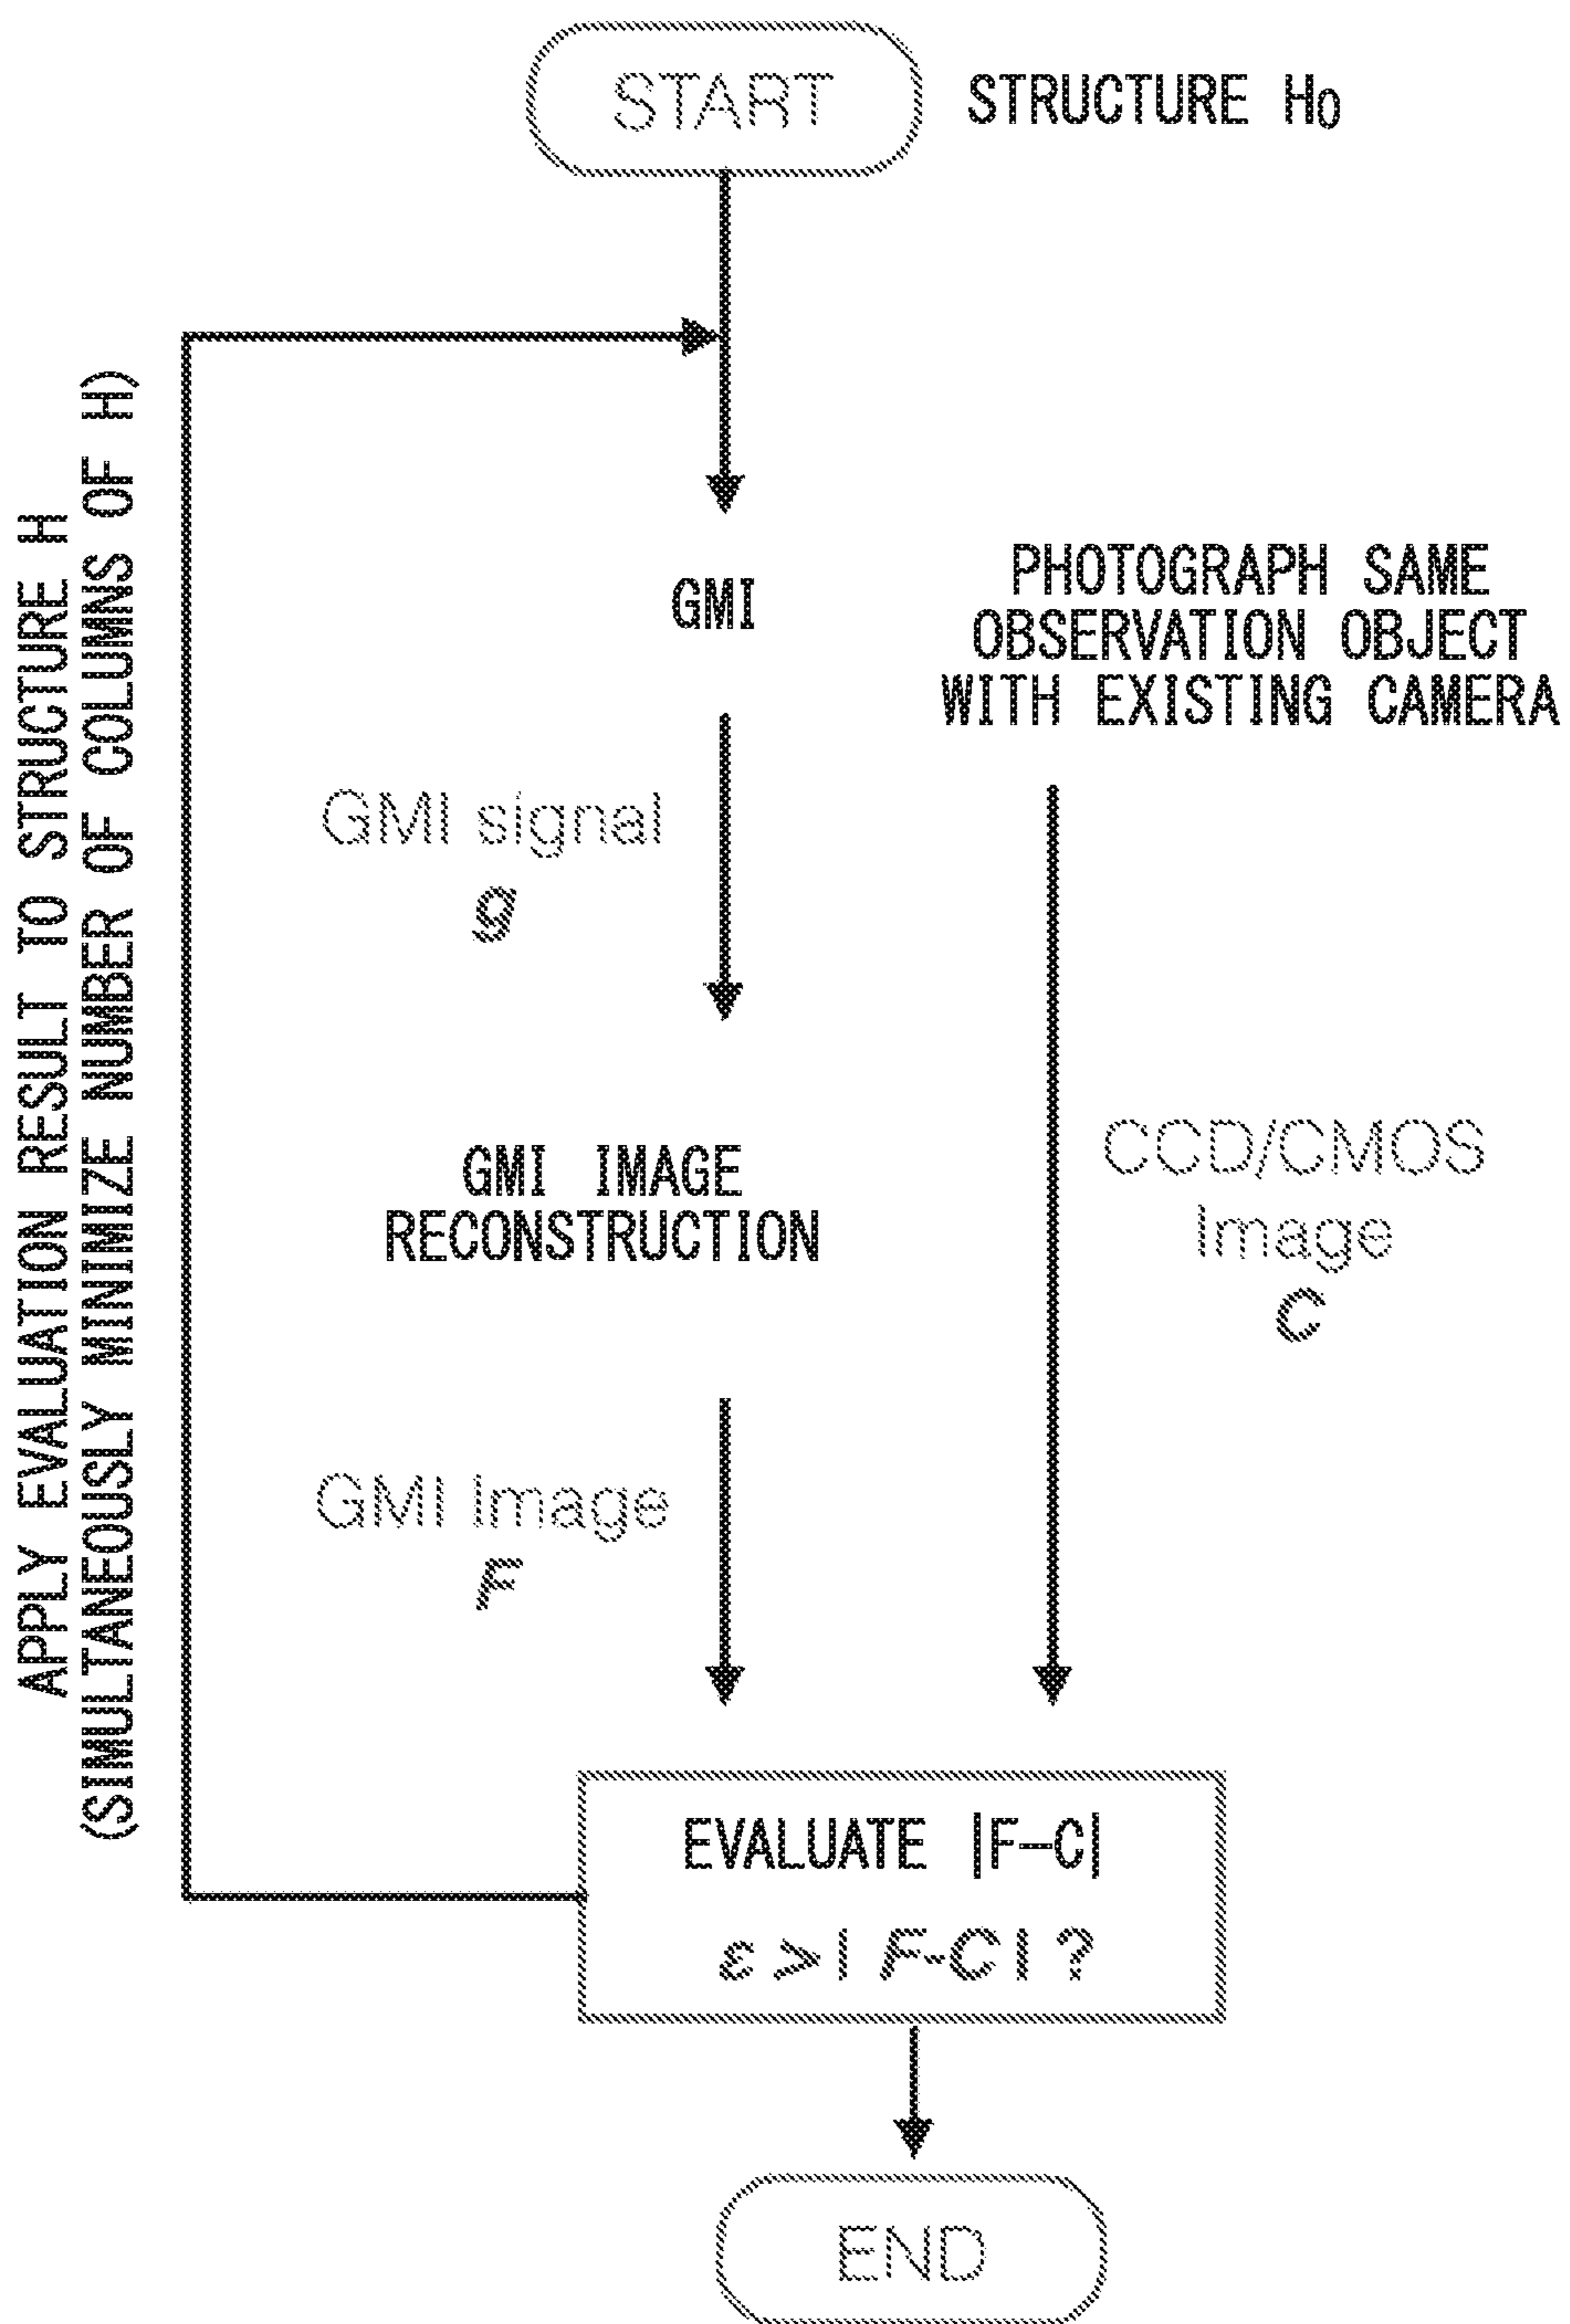 START
STRUCTURE H0
GMI
PHOTOGRAPH SAME
OBSERVATION OBJECT
WITH EXISTING CAMERA
GMI signal
g
GMI IMAGE
RECONSTRUCTION
CCD/CMOS
Image
C
GMI Image
F
EVALUATE |F-C|
ε>|F-C|?
END
APPLY EVALUATION RESULT TO STRUCTURE H
(SIMULTANEOUSLY MINIMIZE NUMBER OF COLUMNS OF H)